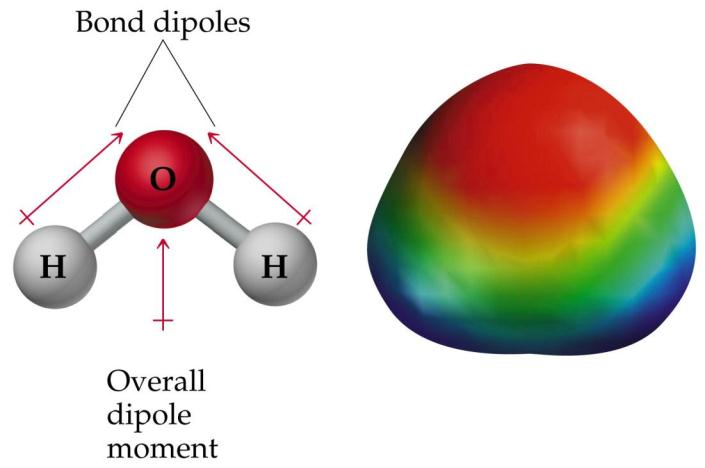 Bond dipoles
O
H
H
Overall
dipole
moment